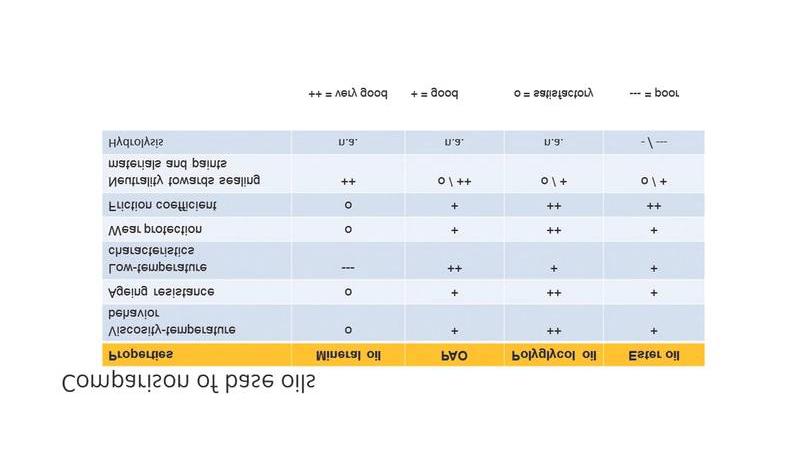 Comparison of base oils
Properties Mineral oil PAO Polyglycol oil Ester oil
Viscosity-temperature
behavior o + ++ +
Ageing resistance o + ++ +
Low-temperature
characteristics --- ++ + +
Wear protection o + ++ +
Friction coefficient o + ++ ++
Neutrality towards sealing
materials and paints ++ o / ++ o / + o / +
Hydrolysis n.a. n.a. n.a. - / ---
++ = very good + = good o = satisfactory --- = poor